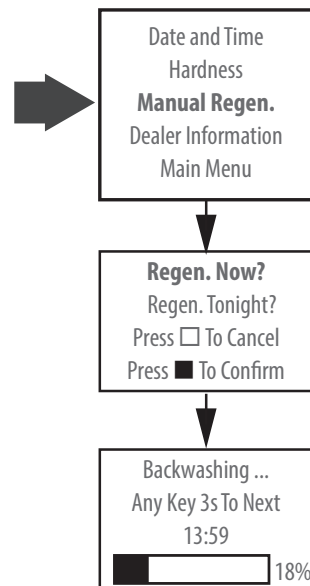 Date and Time
Hardness
Manual Regen.
Dealer Information
Main Menu
Regen. Now?
Regen. Tonight?
Press □ To Cancel
Press ■ To Confirm
Backwashing ...
Any Key 3s To Next
13:59
18%